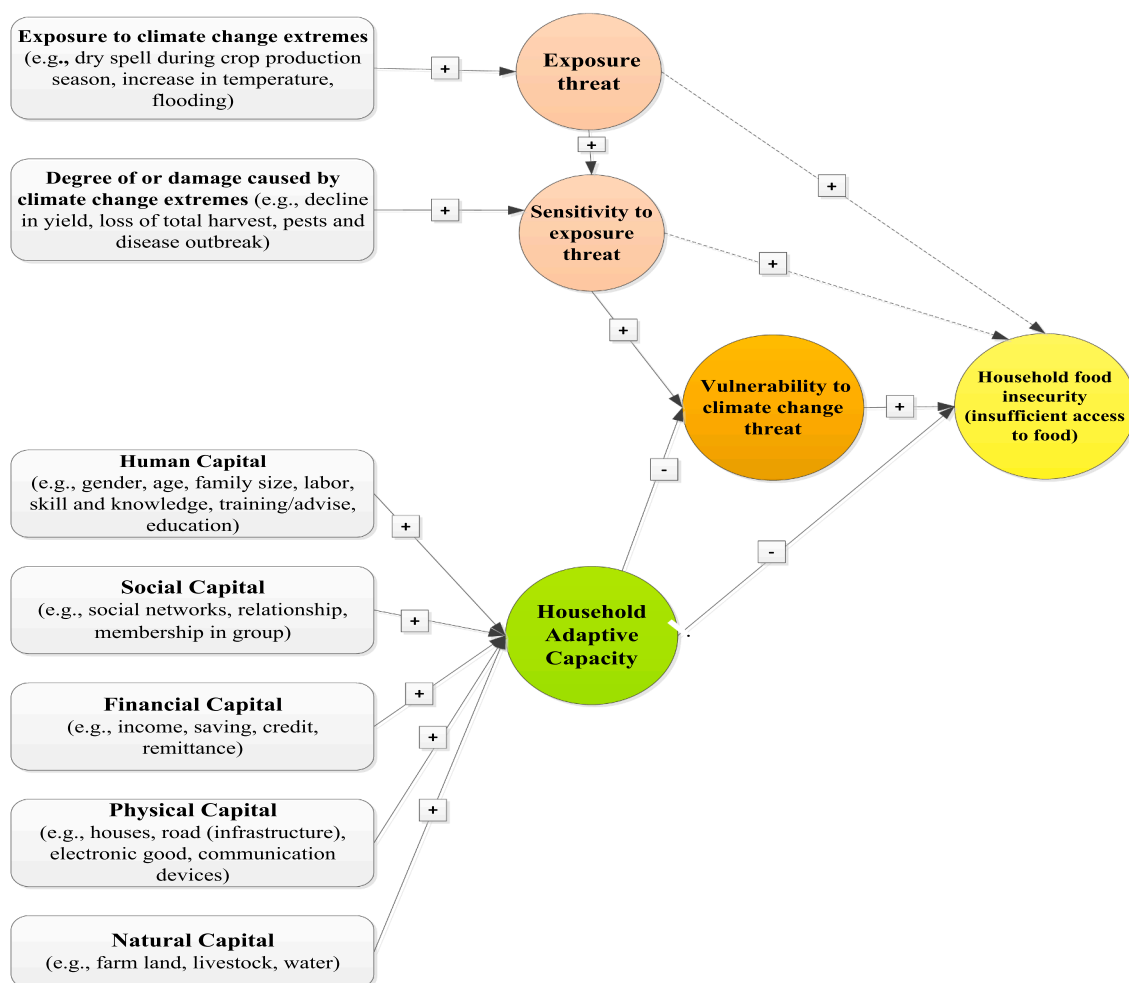 Exposure to climate change extremes
(e.g., dry spell during crop production
season, increase in temperature,
flooding)
+
Exposure
threat
+
+
Degree of or damage caused by
climate change extremes (e.g., decline
in yield, loss of total harvest, pests and
disease outbreak)
+
Sensitivity to
exposure
threat
+
+
Vulnerability to
climate change
threat
+
Household food
insecurity
(insufficient access
to food)
Human Capital
(e.g., gender, age, family size, labor,
skill and knowledge, training/advise,
education)
+
-
-
Social Capital
(e.g., social networks, relationship,
membership in group)
+
Household
Adaptive
Capacity
Financial Capital
(e.g., income, saving, credit,
remittance)
+
+
Physical Capital
(e.g., houses, road (infrastructure),
electronic good, communication
devices)
+
Natural Capital
(e.g., farm land, livestock, water)